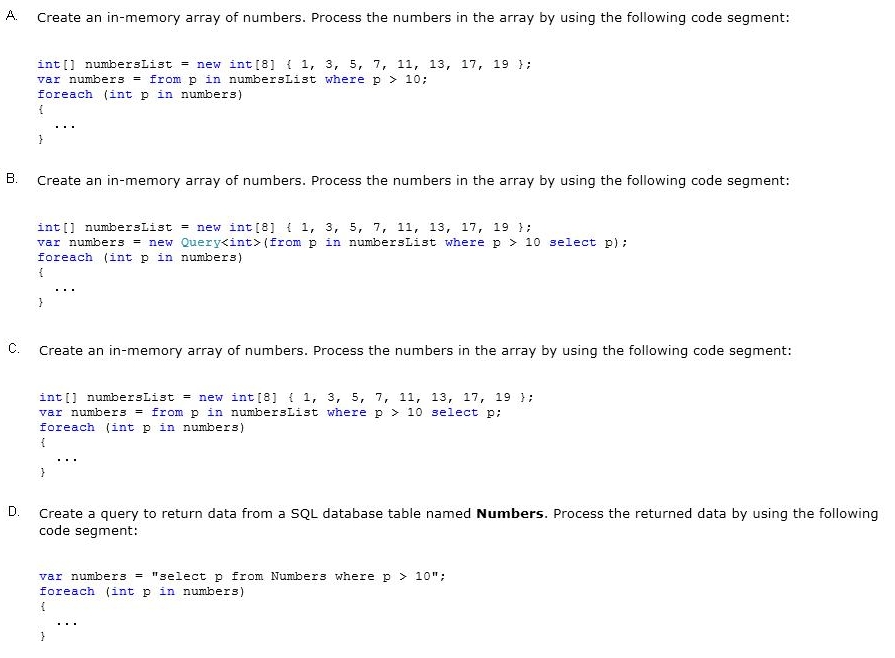 A. Create an in-memory array of numbers. Process the numbers in the array by using the following code segment:
int[] numbersList = new int[8] { 1, 3, 5, 7, 11, 13, 17, 19 };
var numbers = from p in numbersList where p > 10;
foreach (int p in numbers)
{
...
}
B. Create an in-memory array of numbers. Process the numbers in the array by using the following code segment:
int[] numbersList = new int[8] { 1, 3, 5, 7, 11, 13, 17, 19 };
var numbers = new Query<int>(from p in numbersList where p > 10 select p);
foreach (int p in numbers)
{
...
}
C. Create an in-memory array of numbers. Process the numbers in the array by using the following code segment:
int[] numbersList = new int[8] { 1, 3, 5, 7, 11, 13, 17, 19 };
var numbers = from p in numbersList where p > 10 select p;
foreach (int p in numbers)
{
...
}
D. Create a query to return data from a SQL database table named Numbers. Process the returned data by using the following
code segment:
var numbers = "select p from Numbers where p > 10";
foreach (int p in numbers)
{
...
}